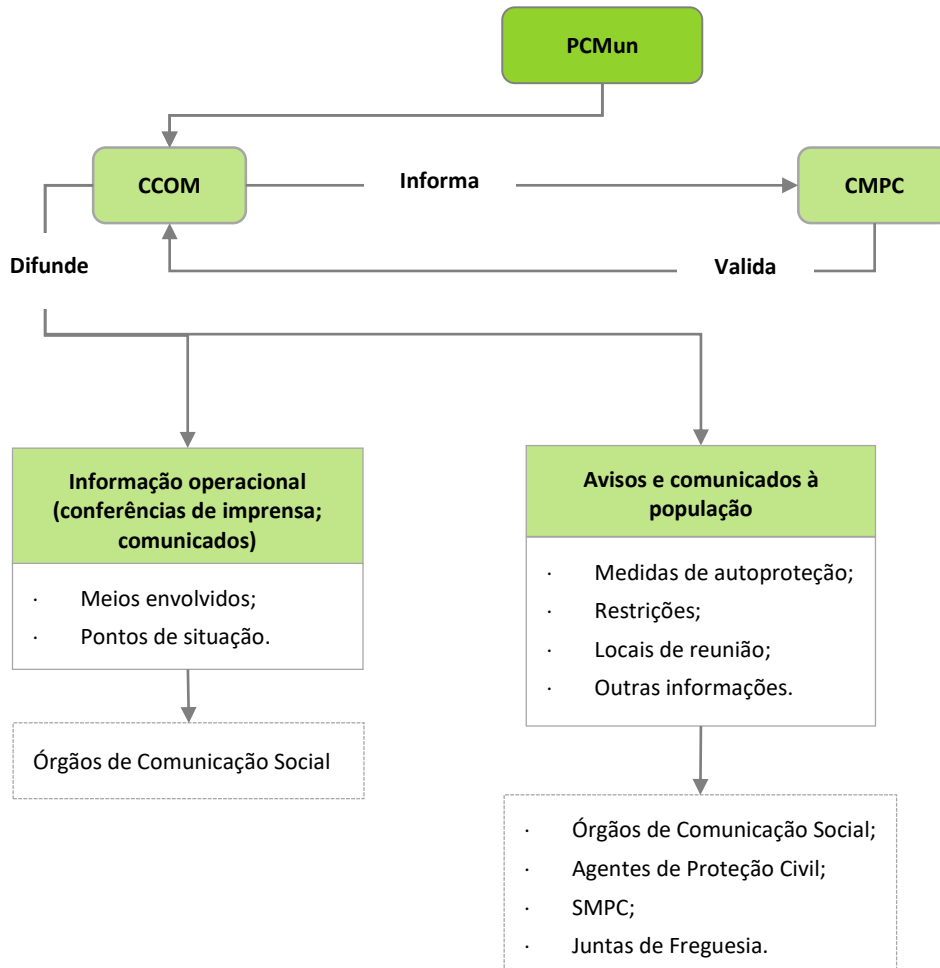 PCMun
CCOM
Informa
CMPC
Difunde
Valida
Informação operacional
(conferências de imprensa;
comunicados)
· Meios envolvidos;
· Pontos de situação.
Órgãos de Comunicação Social
Avisos e comunicados à
população
· Medidas de autoproteção;
· Restrições;
· Locais de reunião;
· Outras informações.
· Órgãos de Comunicação Social;
· Agentes de Proteção Civil;
· SMPC;
· Juntas de Freguesia.